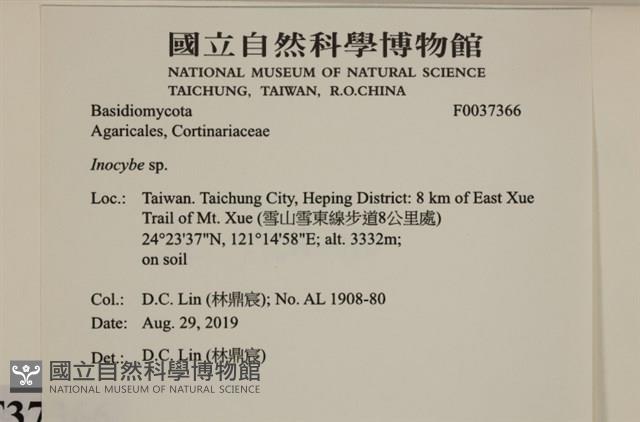 國立自然科學博物館
NATIONAL MUSEUM OF NATURAL SCIENCE
TAICHUNG, TAIWAN, R.O.CHINA
Basidiomycota F0037366
Agaricales, Cortinariaceae
Inocybe sp.
Loc.: Taiwan. Taichung City, Heping District: 8 km of East Xue
Trail of Mt. Xue (雪山雪東線步道8公里處)
24°23'37"N, 121°14'58"E; alt. 3332m;
on soil
Col.: D.C. Lin (林鼎宸); No. AL 1908-80
Date: Aug. 29, 2019
Det.: D.C. Lin (林鼎宸)
國立自然科學博物館
NATIONAL MUSEUM OF NATURAL SCIENCE